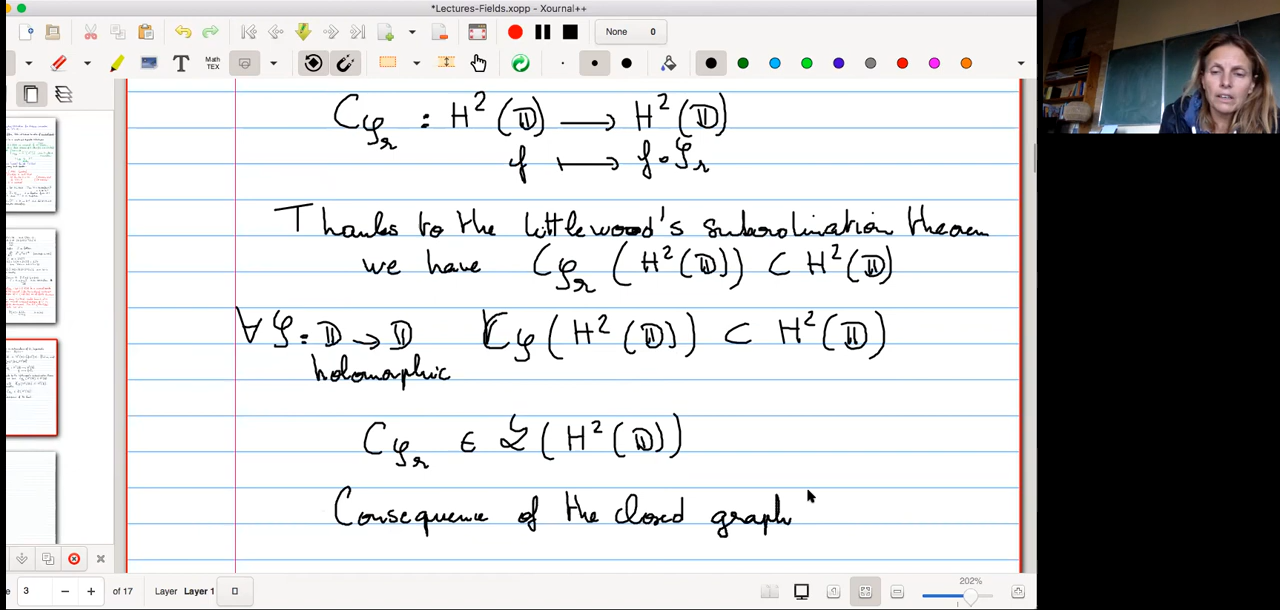 *Lectures-Fields.xopp — Xournal++
None 0
T MATH TEX
C_{φ_r} : H² (𝔻) ⟶ H² (𝔻)
f ⟼ f∘φ_r
Thanks to the Littlewood's subordination theorem
we have C_{φ_r} (H²(𝔻)) ⊂ H²(𝔻)
∀φ : 𝔻 → 𝔻 C_φ (H²(𝔻)) ⊂ H²(𝔻)
holomorphic
C_{φ_r} ∈ ℒ(H²(𝔻))
Consequence of the closed graph
202%
3 of 17 Layer Layer 1